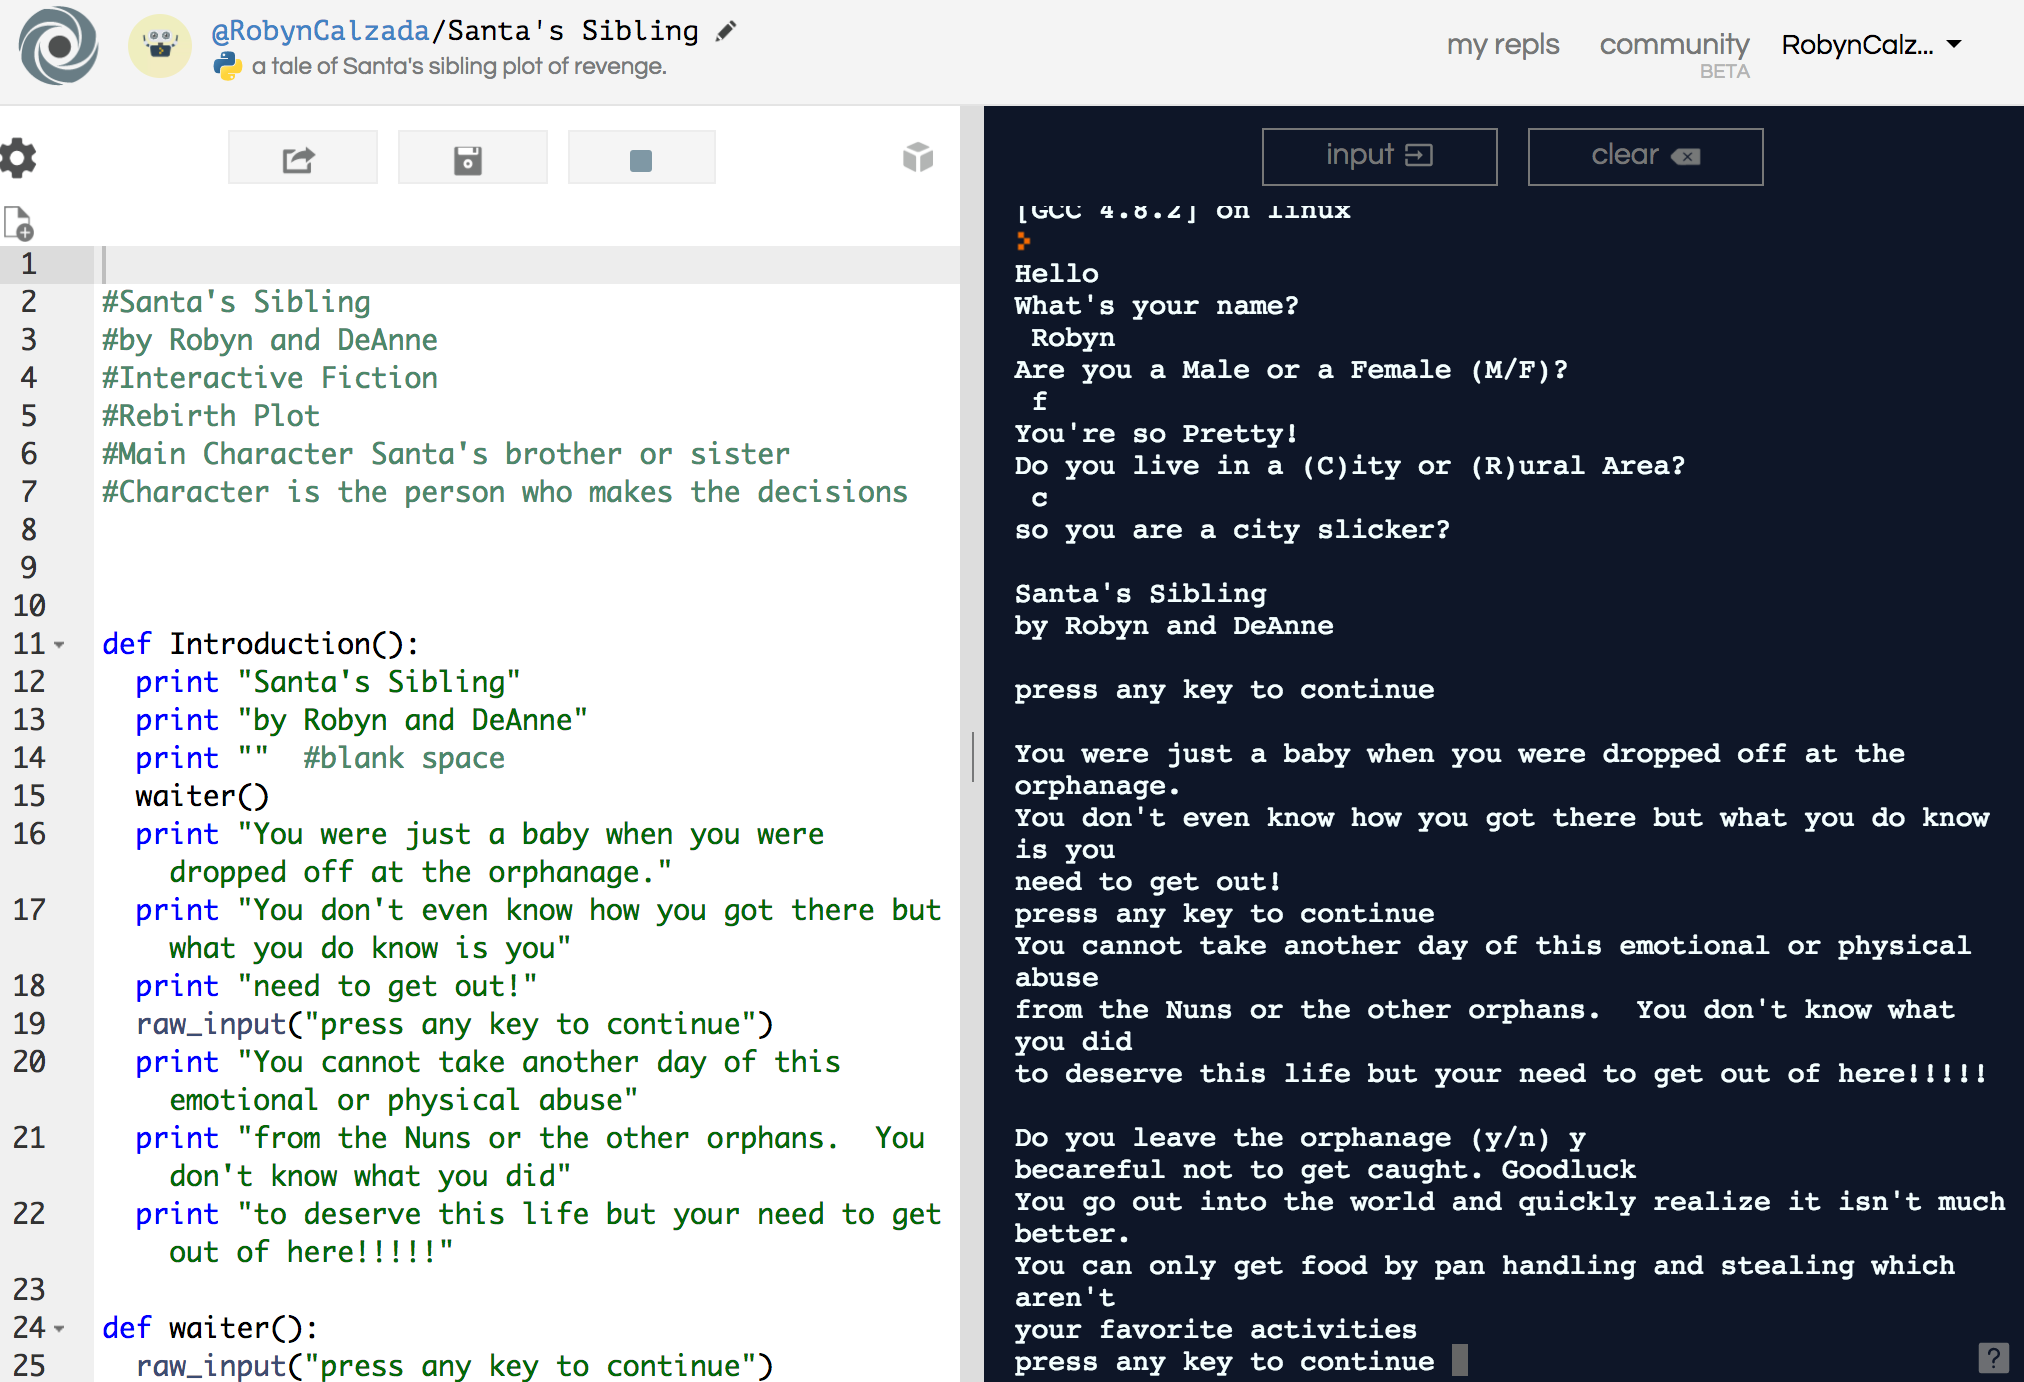 @RobynCalzada/Santa's Sibling
a tale of Santa's sibling plot of revenge.
my repls
community
BETA
RobynCalz...
1
2 #Santa's Sibling
3 #by Robyn and DeAnne
4 #Interactive Fiction
5 #Rebirth Plot
6 #Main Character Santa's brother or sister
7 #Character is the person who makes the decisions
8
9
10
11 def Introduction():
12 print "Santa's Sibling"
13 print "by Robyn and DeAnne"
14 print ""  #blank space
15 waiter()
16 print "You were just a baby when you were
dropped off at the orphanage."
17 print "You don't even know how you got there but
what you do know is you"
18 print "need to get out!"
19 raw_input("press any key to continue")
20 print "You cannot take another day of this
emotional or physical abuse"
21 print "from the Nuns or the other orphans.  You
don't know what you did"
22 print "to deserve this life but your need to get
out of here!!!!!"
23
24 def waiter():
25 raw_input("press any key to continue")
input
clear
[GCC 4.8.2] on linux
Hello
What's your name?
Robyn
Are you a Male or a Female (M/F)?
f
You're so Pretty!
Do you live in a (C)ity or (R)ural Area?
c
so you are a city slicker?
Santa's Sibling
by Robyn and DeAnne
press any key to continue
You were just a baby when you were dropped off at the
orphanage.
You don't even know how you got there but what you do know
is you
need to get out!
press any key to continue
You cannot take another day of this emotional or physical
abuse
from the Nuns or the other orphans.  You don't know what
you did
to deserve this life but your need to get out of here!!!!!
Do you leave the orphanage (y/n) y
becareful not to get caught. Goodluck
You go out into the world and quickly realize it isn't much
better.
You can only get food by pan handling and stealing which
aren't
your favorite activities
press any key to continue
?